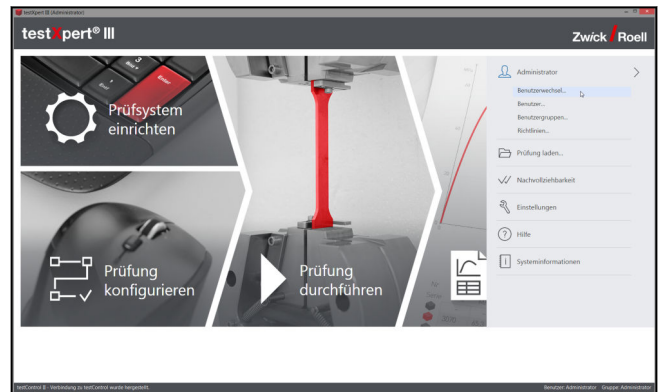 testXpert III (Administrator)
testXpert® III
Zwick Roell
Enter
Prüfsystem
einrichten
Prüfung
konfigurieren
Prüfung
durchführen
Administrator
Benutzerwechsel...
Benutzer...
Benutzergruppen...
Richtlinien...
Prüfung laden...
Nachvollziehbarkeit
Einstellungen
Hilfe
Systeminformationen
testControl II - Verbindung zu testControl wurde hergestellt.
Benutzer: Administrator Gruppe: Administrator